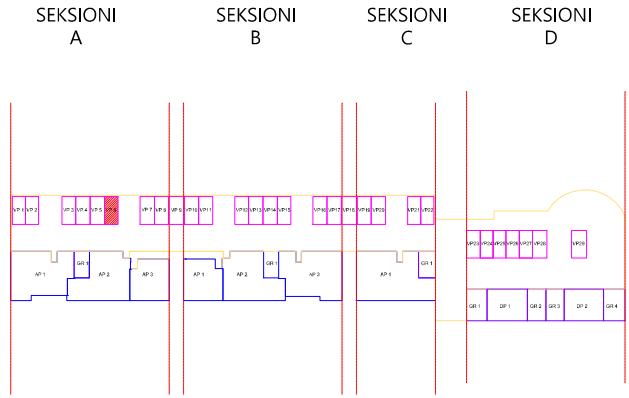 SEKSIONI A
SEKSIONI B
SEKSIONI C
SEKSIONI D
VP 1 VP 2 VP 3 VP 4 VP 5 VP 6 VP 7 VP 8 VP 9 VP10 VP11 VP12 VP13 VP14 VP15 VP16 VP17 VP18 VP19 VP20 VP21 VP22
VP23 VP24 VP25 VP26 VP27 VP28 VP29
AP 1 GR 1 AP 2 AP 3 AP 1 AP 2 GR 1 AP 3 AP 1 GR 1
GR 1 DP 1 GR 2 GR 3 DP 2 GR 4